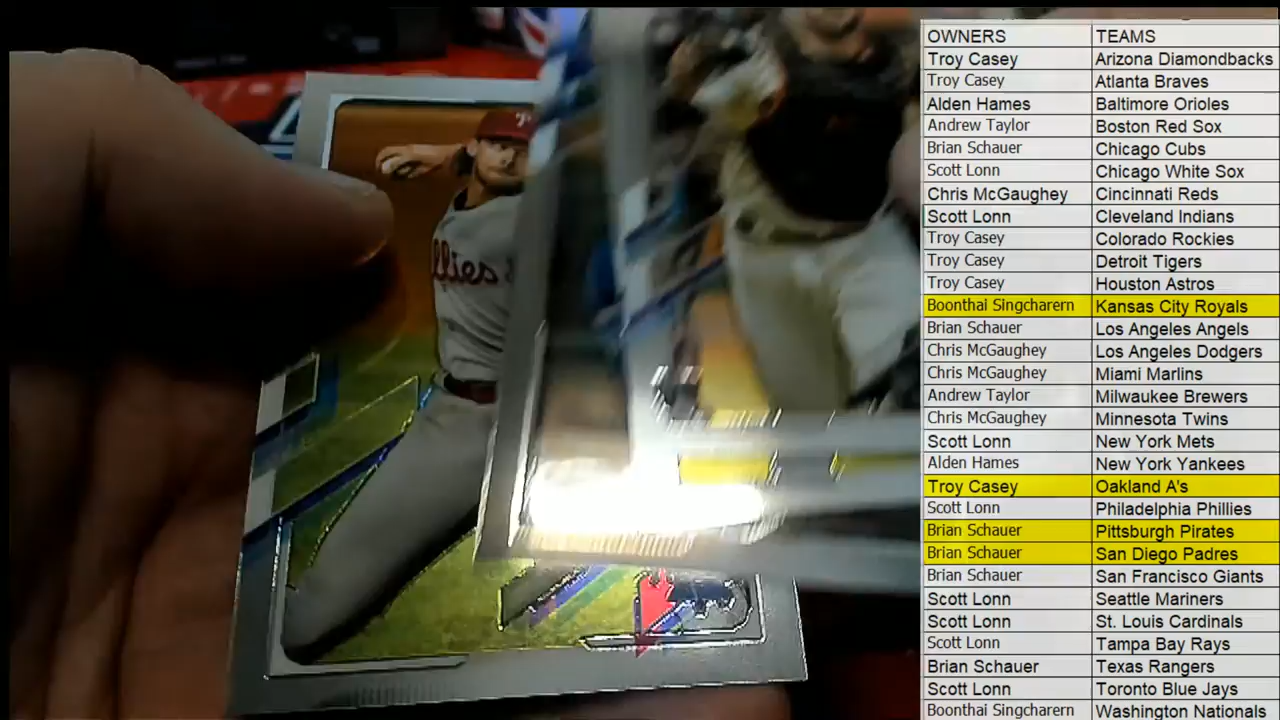 OWNERS TEAMS
Troy Casey Arizona Diamondbacks
Troy Casey Atlanta Braves
Alden Hames Baltimore Orioles
Andrew Taylor Boston Red Sox
Brian Schauer Chicago Cubs
Scott Lonn Chicago White Sox
Chris McGaughey Cincinnati Reds
Scott Lonn Cleveland Indians
Troy Casey Colorado Rockies
Troy Casey Detroit Tigers
Troy Casey Houston Astros
Boonthai Singcharern Kansas City Royals
Brian Schauer Los Angeles Angels
Chris McGaughey Los Angeles Dodgers
Chris McGaughey Miami Marlins
Andrew Taylor Milwaukee Brewers
Chris McGaughey Minnesota Twins
Scott Lonn New York Mets
Alden Hames New York Yankees
Troy Casey Oakland A's
Scott Lonn Philadelphia Phillies
Brian Schauer Pittsburgh Pirates
Brian Schauer San Diego Padres
Brian Schauer San Francisco Giants
Scott Lonn Seattle Mariners
Scott Lonn St. Louis Cardinals
Scott Lonn Tampa Bay Rays
Brian Schauer Texas Rangers
Scott Lonn Toronto Blue Jays
Boonthai Singcharern Washington Nationals
P
llies